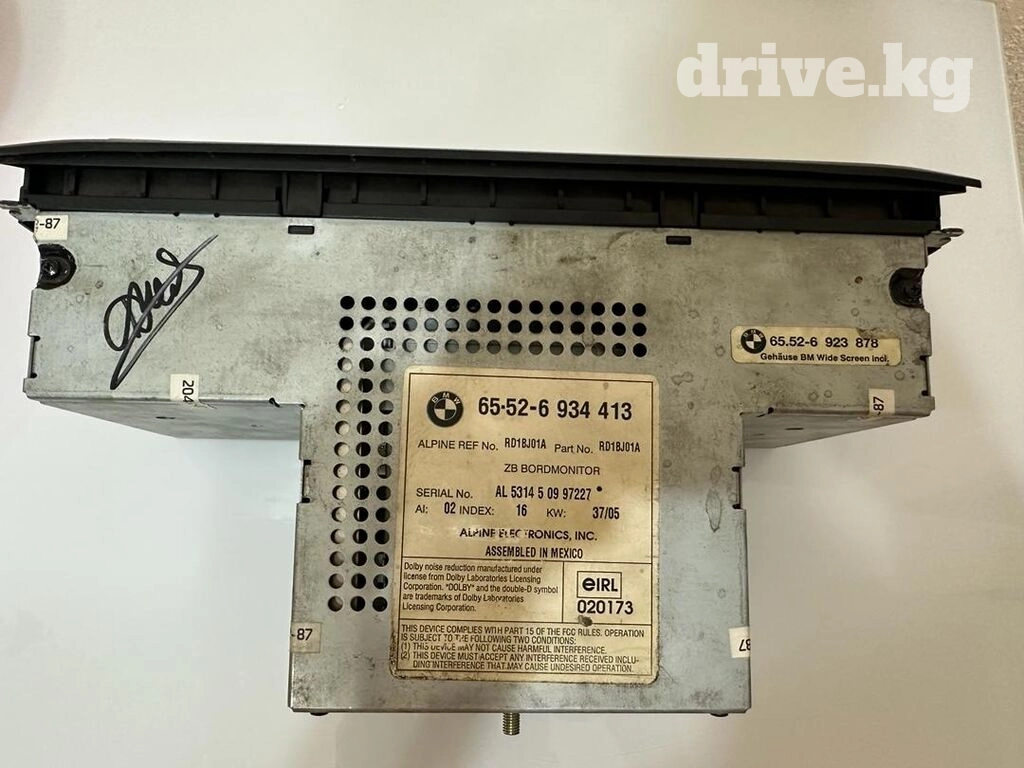 drive.kg
-87
BMW 65.52-6 923 878
Gehäuse BM Wide Screen incl.
204
-87
BMW 65·52-6 934 413
ALPINE REF No. RD18J01A Part No. RD18J01A
ZB BORDMONITOR
SERIAL No. AL 5314 5 09 97227
AI: 02 INDEX: 16 KW: 37/05
ALPINE ELECTRONICS, INC.
ASSEMBLED IN MEXICO
Dolby noise reduction manufactured under
license from Dolby Laboratories Licensing
Corporation. "DOLBY" and the double-D symbol
are trademarks of Dolby Laboratories
Licensing Corporation.
eIRL
020173
THIS DEVICE COMPLIES WITH PART 15 OF THE FCC RULES. OPERATION
IS SUBJECT TO THE FOLLOWING TWO CONDITIONS:
(1) THIS DEVICE MAY NOT CAUSE HARMFUL INTERFERENCE.
(2) THIS DEVICE MUST ACCEPT ANY INTERFERENCE RECEIVED INCLU-
DING INTERFERENCE THAT MAY CAUSE UNDESIRED OPERATION.
-87
87